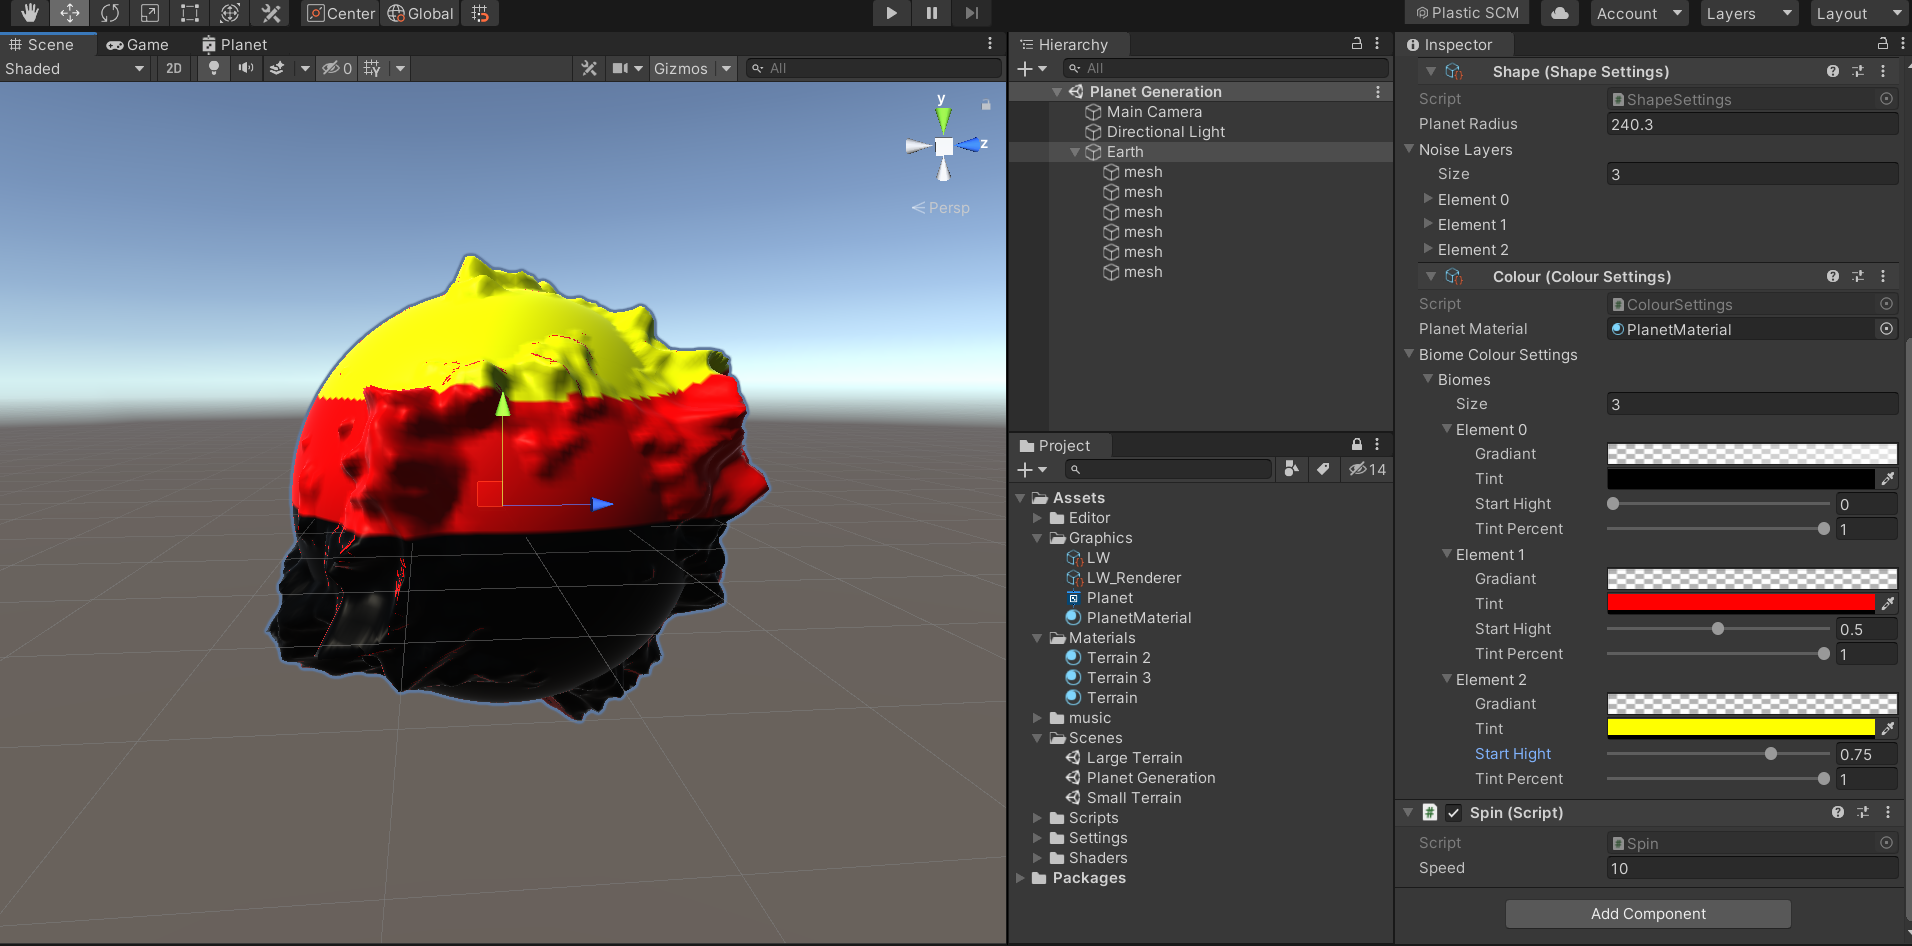 Center
Global
Plastic SCM
Account
Layers
Layout
Scene
Game
Planet
Shaded
2D
0
Gizmos
All
y
z
Persp
Hierarchy
All
Planet Generation
Main Camera
Directional Light
Earth
mesh
mesh
mesh
mesh
mesh
mesh
Project
14
Assets
Editor
Graphics
LW
LW_Renderer
Planet
PlanetMaterial
Materials
Terrain 2
Terrain 3
Terrain
music
Scenes
Large Terrain
Planet Generation
Small Terrain
Scripts
Settings
Shaders
Packages
Inspector
Shape (Shape Settings)
Script ShapeSettings
Planet Radius 240.3
Noise Layers
Size 3
Element 0
Element 1
Element 2
Colour (Colour Settings)
Script ColourSettings
Planet Material PlanetMaterial
Biome Colour Settings
Biomes
Size 3
Element 0
Gradiant
Tint
Start Hight 0
Tint Percent 1
Element 1
Gradiant
Tint
Start Hight 0.5
Tint Percent 1
Element 2
Gradiant
Tint
Start Hight 0.75
Tint Percent 1
Spin (Script)
Script Spin
Speed 10
Add Component